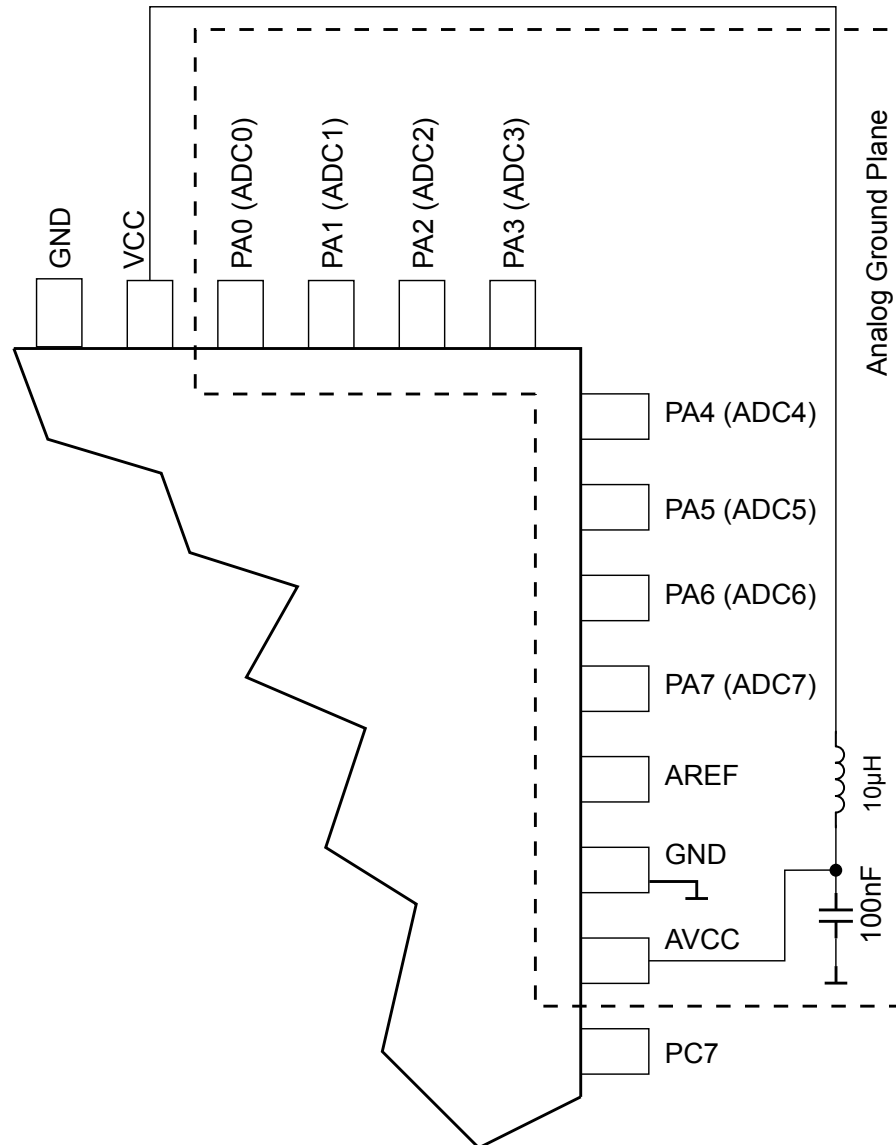 GND
VCC
PA0 (ADC0)
PA1 (ADC1)
PA2 (ADC2)
PA3 (ADC3)
Analog Ground Plane
PA4 (ADC4)
PA5 (ADC5)
PA6 (ADC6)
PA7 (ADC7)
AREF
10µH
GND
AVCC
100nF
PC7